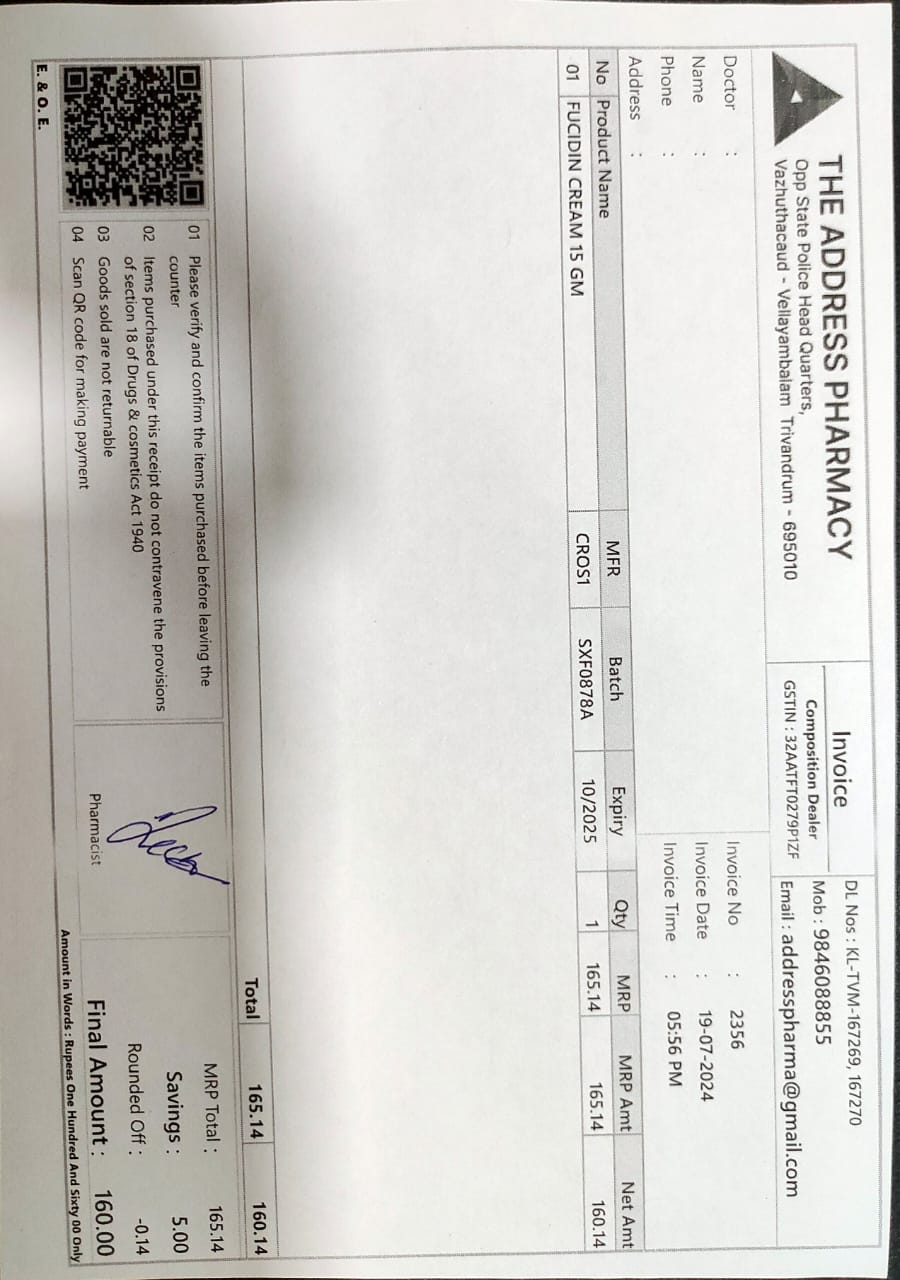 THE ADDRESS PHARMACY
Opp State Police Head Quarters,
Vazhuthacaud - Vellayambalam Trivandrum - 695010
Invoice
Composition Dealer
GSTIN : 32AATFT0279P1ZF
DL Nos : KL-TVM-167269, 167270
Mob : 9846088855
Email : addresspharma@gmail.com
Doctor :
Name :
Phone :
Address :
Invoice No : 2356
Invoice Date : 19-07-2024
Invoice Time : 05:56 PM
No Product Name MFR Batch Expiry Qty MRP MRP Amt Net Amt
01 FUCIDIN CREAM 15 GM CROS1 SXF0878A 10/2025 1 165.14 165.14 160.14
Total 165.14 160.14
01 Please verify and confirm the items purchased before leaving the
counter
02 Items purchased under this receipt do not contravene the provisions
of section 18 of Drugs & cosmetics Act 1940
03 Goods sold are not returnable
04 Scan QR code for making payment
E. & O. E.
Pharmacist
MRP Total : 165.14
Savings : 5.00
Rounded Off : -0.14
Final Amount : 160.00
Amount in Words : Rupees One Hundred And Sixty 00 Only